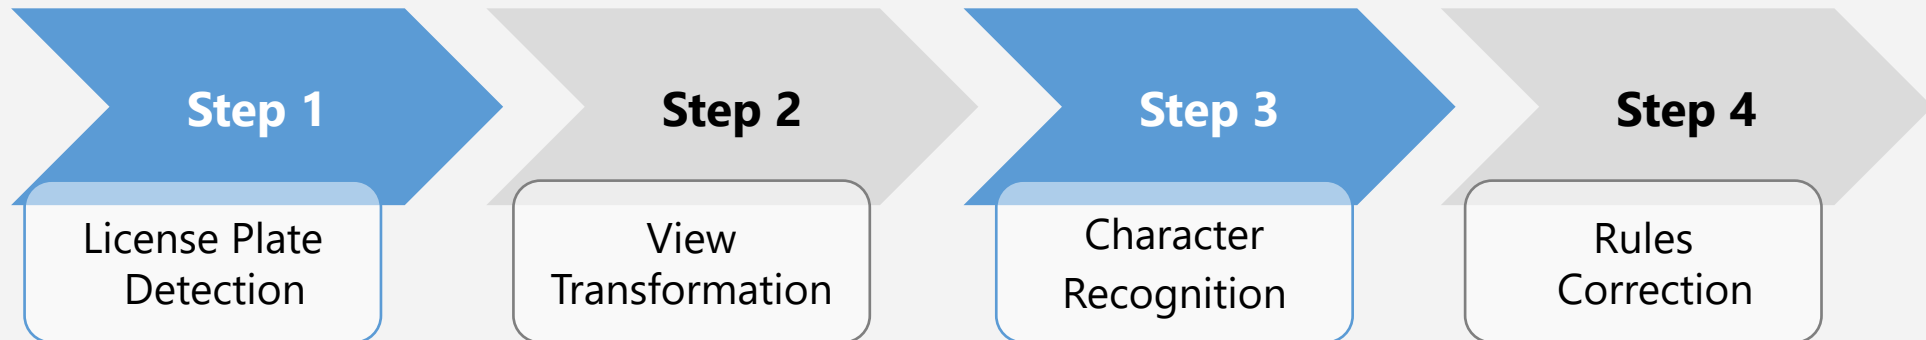 Step 1
License Plate
Detection
Step 2
View
Transformation
Step 3
Character
Recognition
Step 4
Rules
Correction